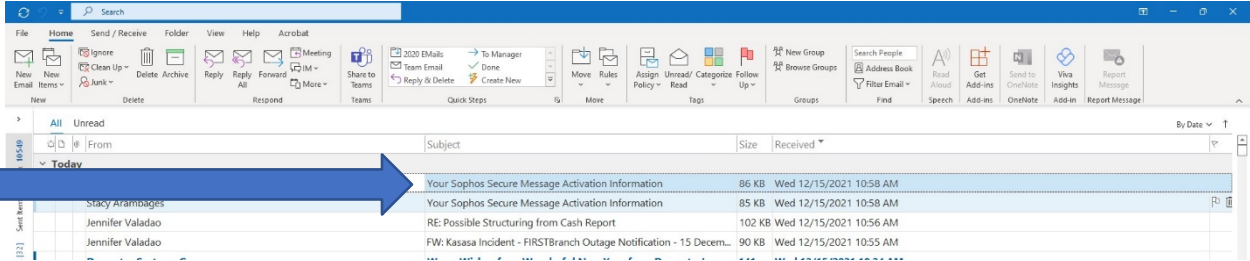 Search
File Home Send / Receive Folder View Help Acrobat
New Email
New Items
Ignore
Clean Up
Junk
Delete Archive
Reply Reply All Forward
Meeting
IM
More
Share to Teams
2020 EMails
Team Email
Reply & Delete
To Manager
Done
Create New
Move Rules
Assign Policy Unread/ Read Categorize Follow Up
New Group
Browse Groups
Search People
Address Book
Filter Email
Read Aloud
Get Add-ins
Send to OneNote
Viva Insights
Report Message
New Delete Respond Teams Quick Steps Move Tags Groups Find Speech Add-ins OneNote Add-in Report Message
All Unread By Date
From Subject Size Received
Today
Your Sophos Secure Message Activation Information 86 KB Wed 12/15/2021 10:58 AM
Stacy Arambages Your Sophos Secure Message Activation Information 85 KB Wed 12/15/2021 10:58 AM
Jennifer Valadao RE: Possible Structuring from Cash Report 102 KB Wed 12/15/2021 10:56 AM
Jennifer Valadao FW: Kasasa Incident - FIRSTBranch Outage Notification - 15 Decem... 90 KB Wed 12/15/2021 10:55 AM
10549
Sent Item
[32]